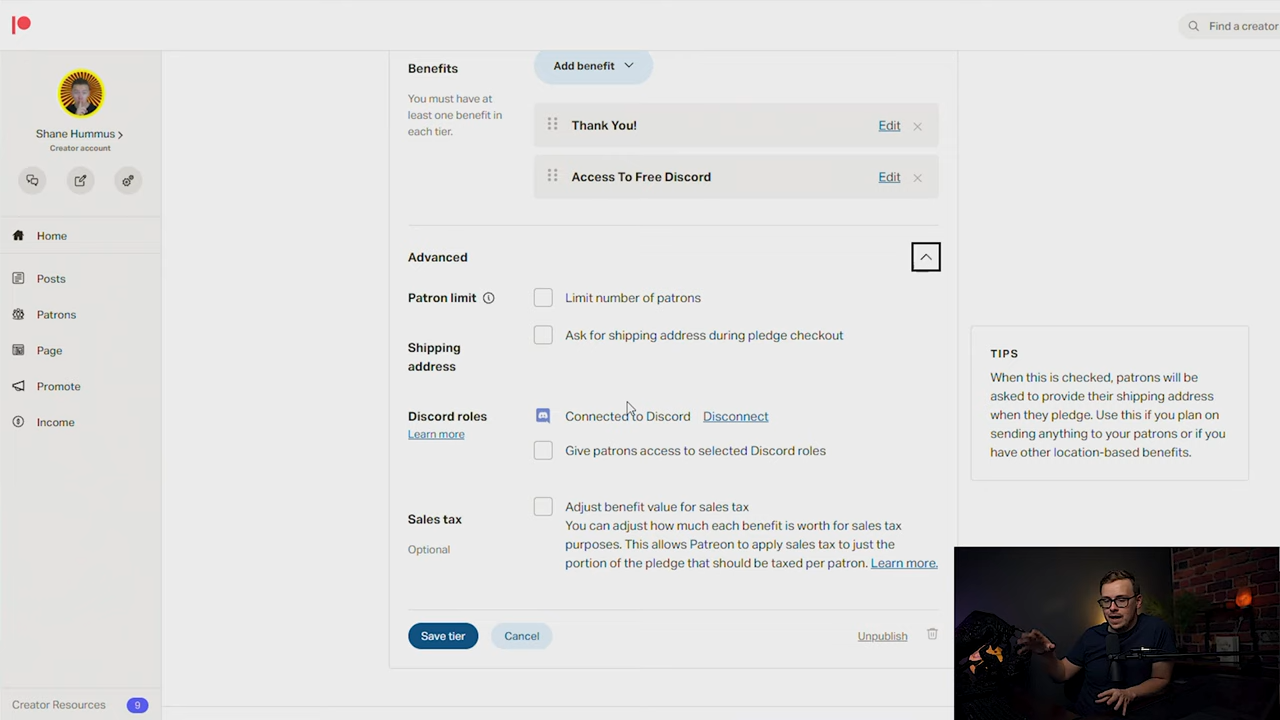 Find a creator
Shane Hummus
Creator account
Home
Posts
Patrons
Page
Promote
Income
Creator Resources
9
Benefits
You must have at
least one benefit in
each tier.
Add benefit
Thank You!
Edit
Access To Free Discord
Edit
Advanced
Patron limit
Limit number of patrons
Shipping
address
Ask for shipping address during pledge checkout
Discord roles
Learn more
Connected to Discord
Disconnect
Give patrons access to selected Discord roles
Sales tax
Optional
Adjust benefit value for sales tax
You can adjust how much each benefit is worth for sales tax
purposes. This allows Patreon to apply sales tax to just the
portion of the pledge that should be taxed per patron. Learn more.
Save tier
Cancel
Unpublish
TIPS
When this is checked, patrons will be
asked to provide their shipping address
when they pledge. Use this if you plan on
sending anything to your patrons or if you
have other location-based benefits.